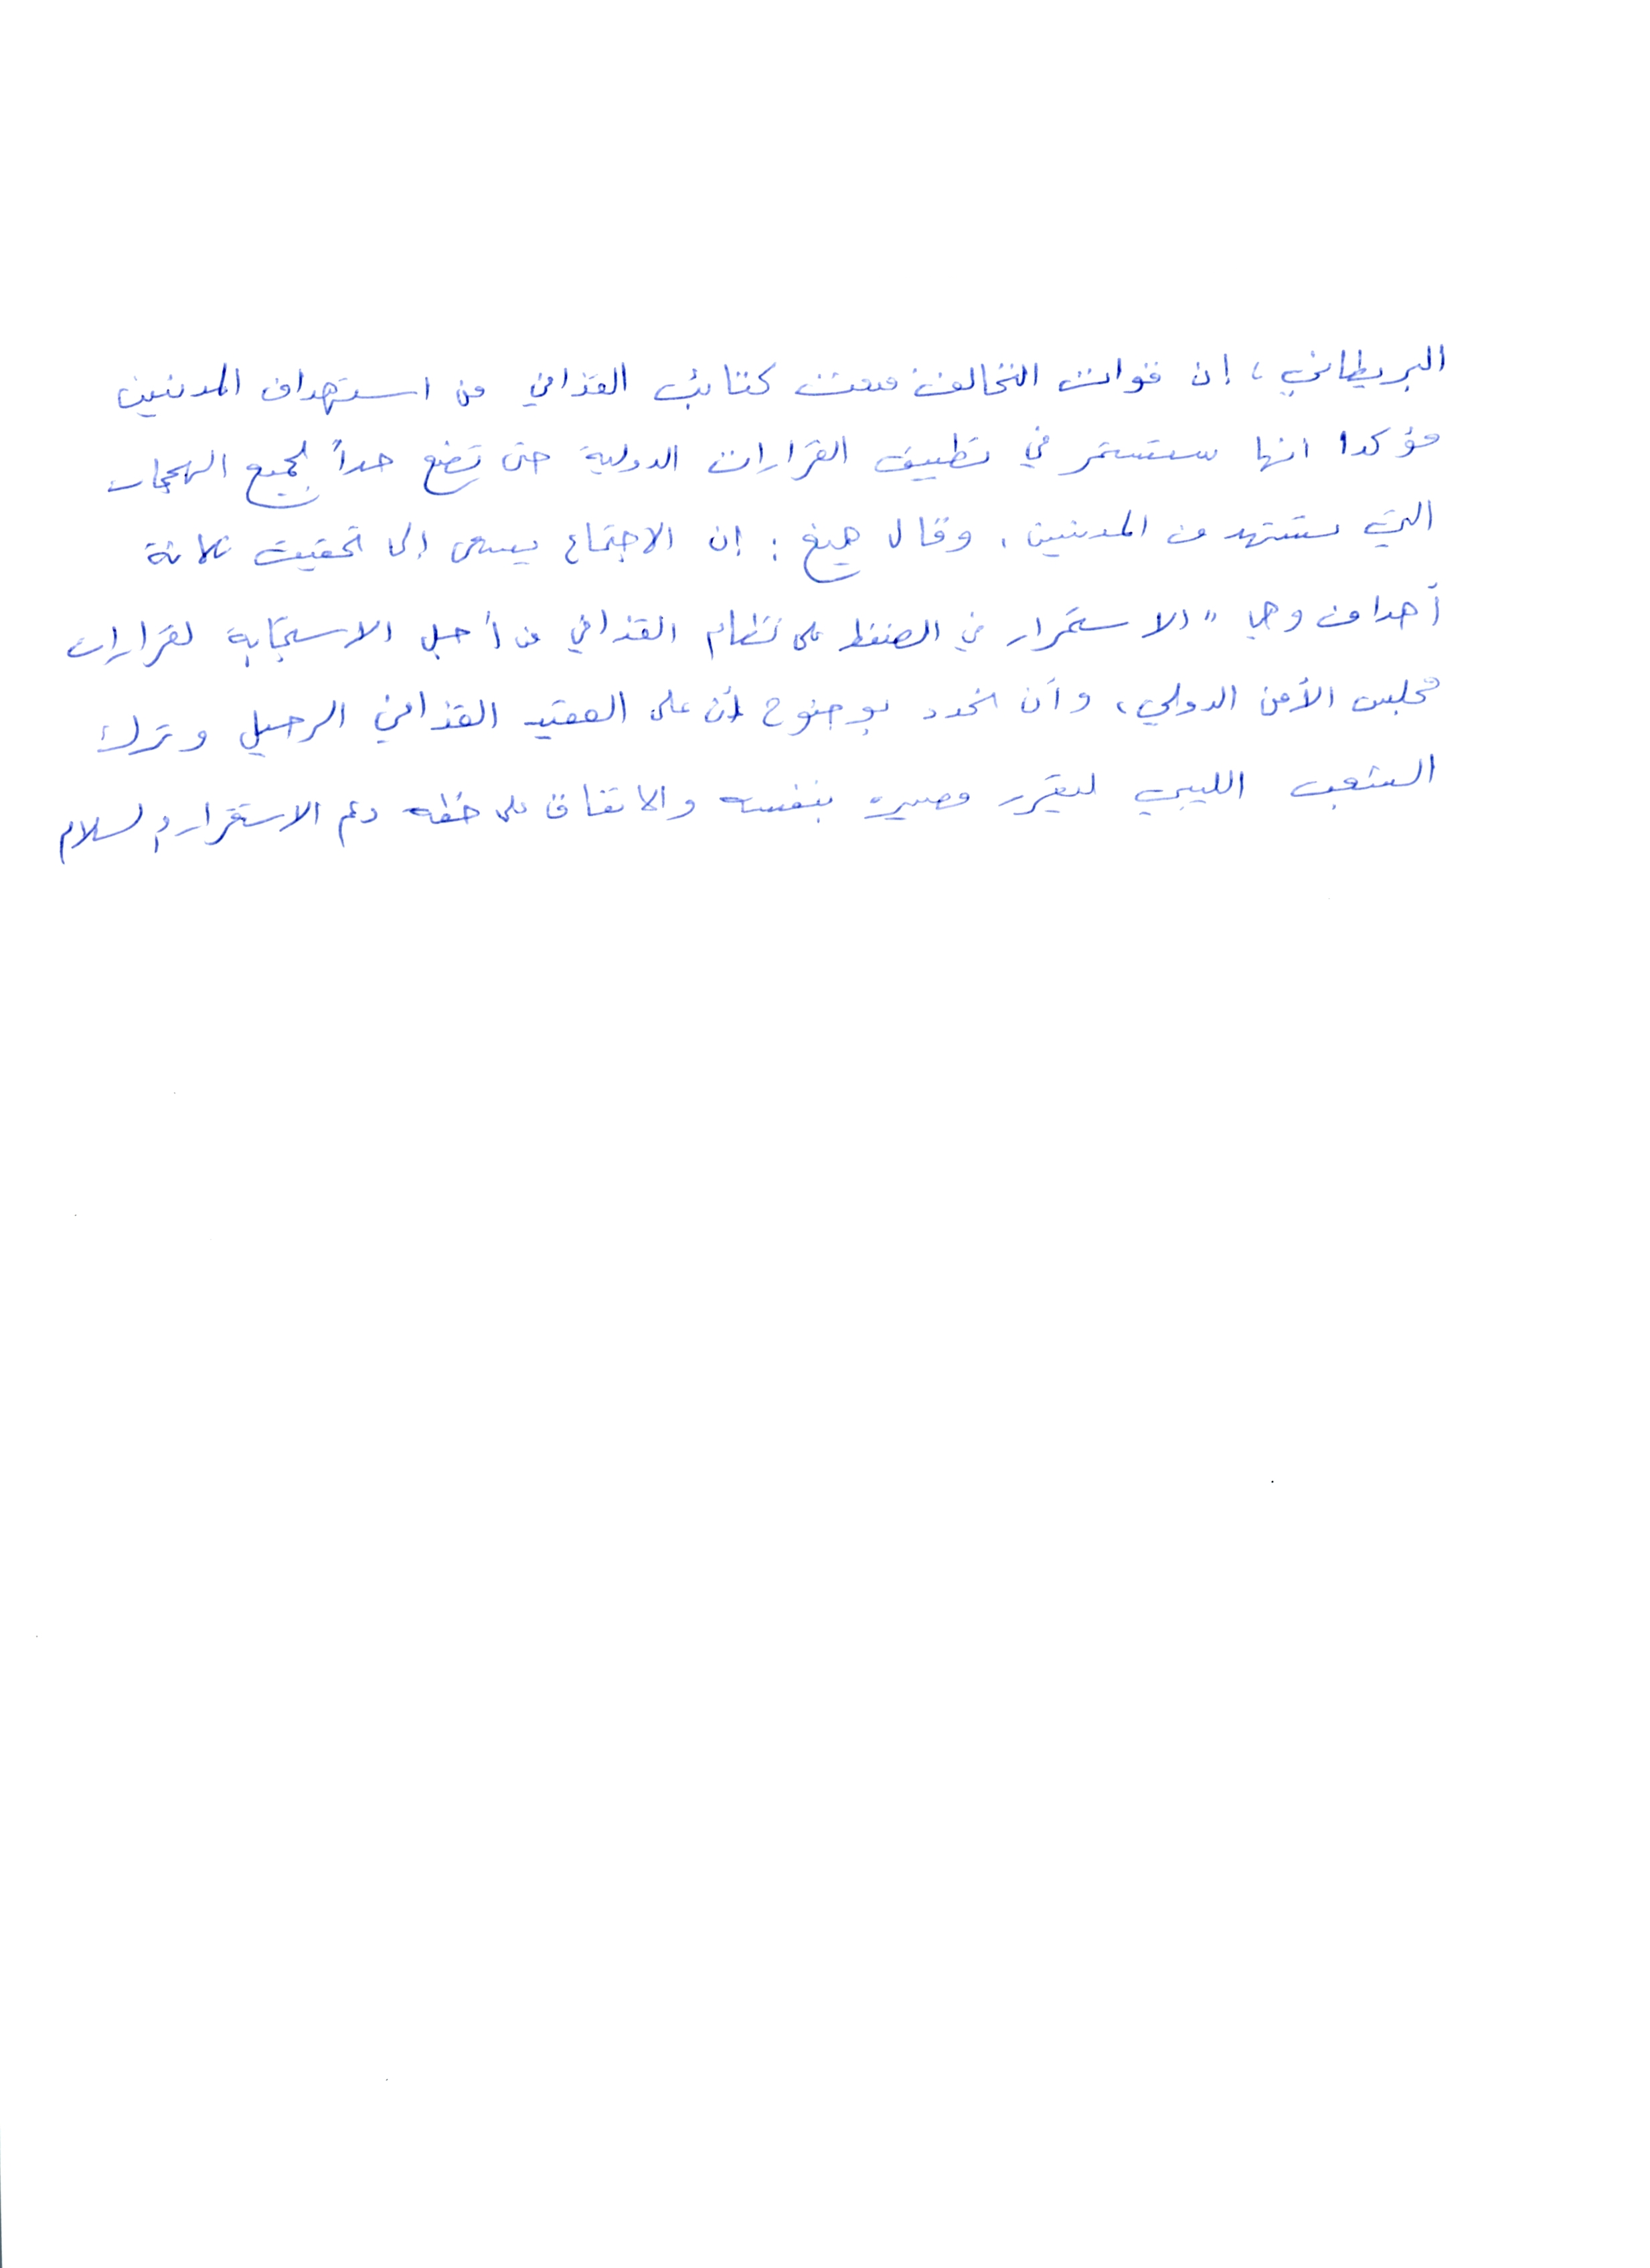 البريطاني، إن قوات التحالف منعت كتائب القذافي من استهداف المدنيين
مؤكدا انها ستستمر في تطبيق القرارات الدولية حتى تضع حداً لجميع الهجمات
التي تستهدف المدنيين. وقال هيغ: إن الاجتماع يسعى إلى تحقيق ثلاثة
أهداف وهي "الاستمرار في الضغط على نظام القذافي من أجل الاستجابة لقرارات
مجلس الأمن الدولي، وأن نحدد بوضوح أن على العقيد القذافي الرحيل وترك
الشعب الليبي ليقرر مصيره بنفسه والاتفاق على خطه دعم الاستقرار والسلام